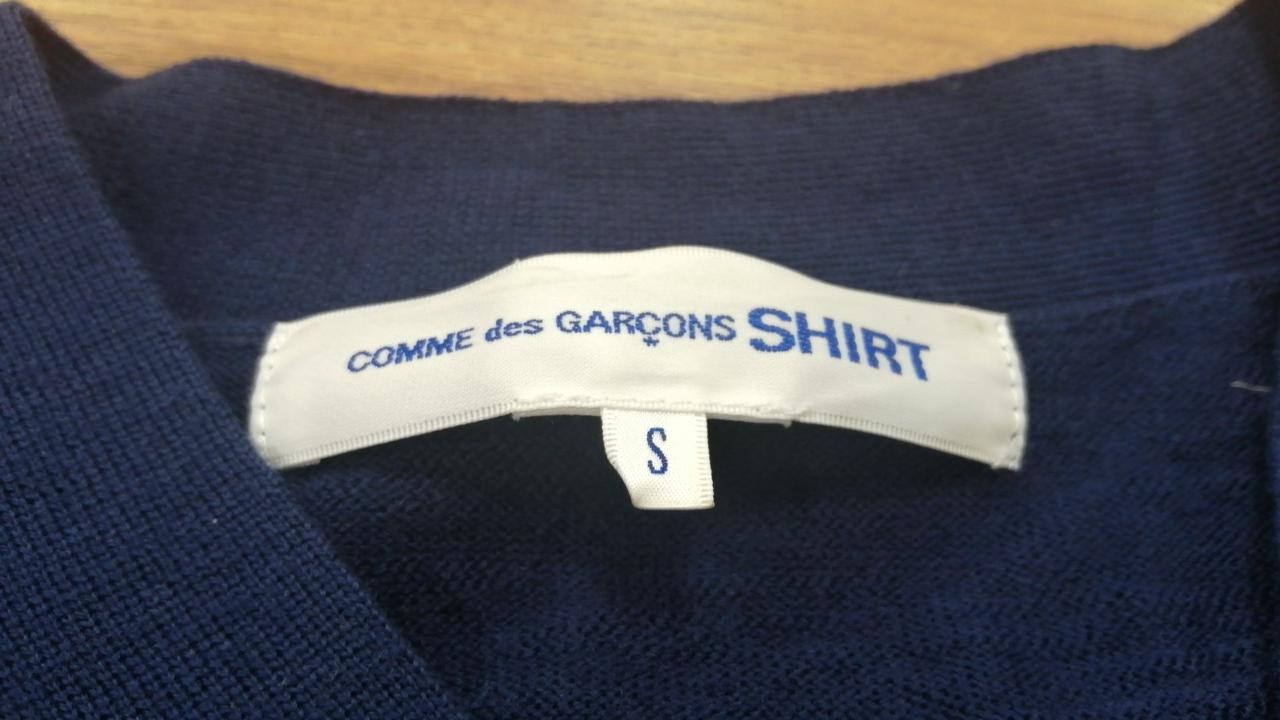 COMME des GARÇONS SHIRT
S